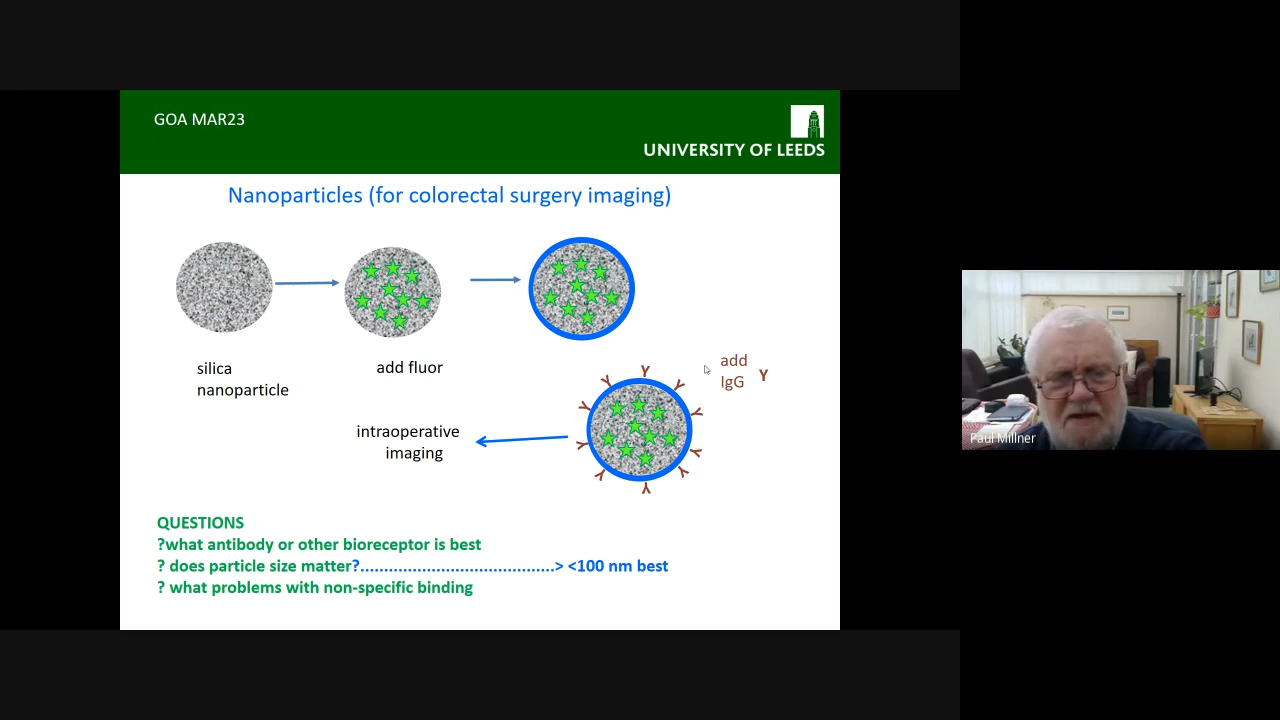 GOA MAR23
UNIVERSITY OF LEEDS
Nanoparticles (for colorectal surgery imaging)
silica
nanoparticle
add fluor
add
IgG
intraoperative
imaging
Paul Millner
QUESTIONS
?what antibody or other bioreceptor is best
? does particle size matter?.........................................> <100 nm best
? what problems with non-specific binding